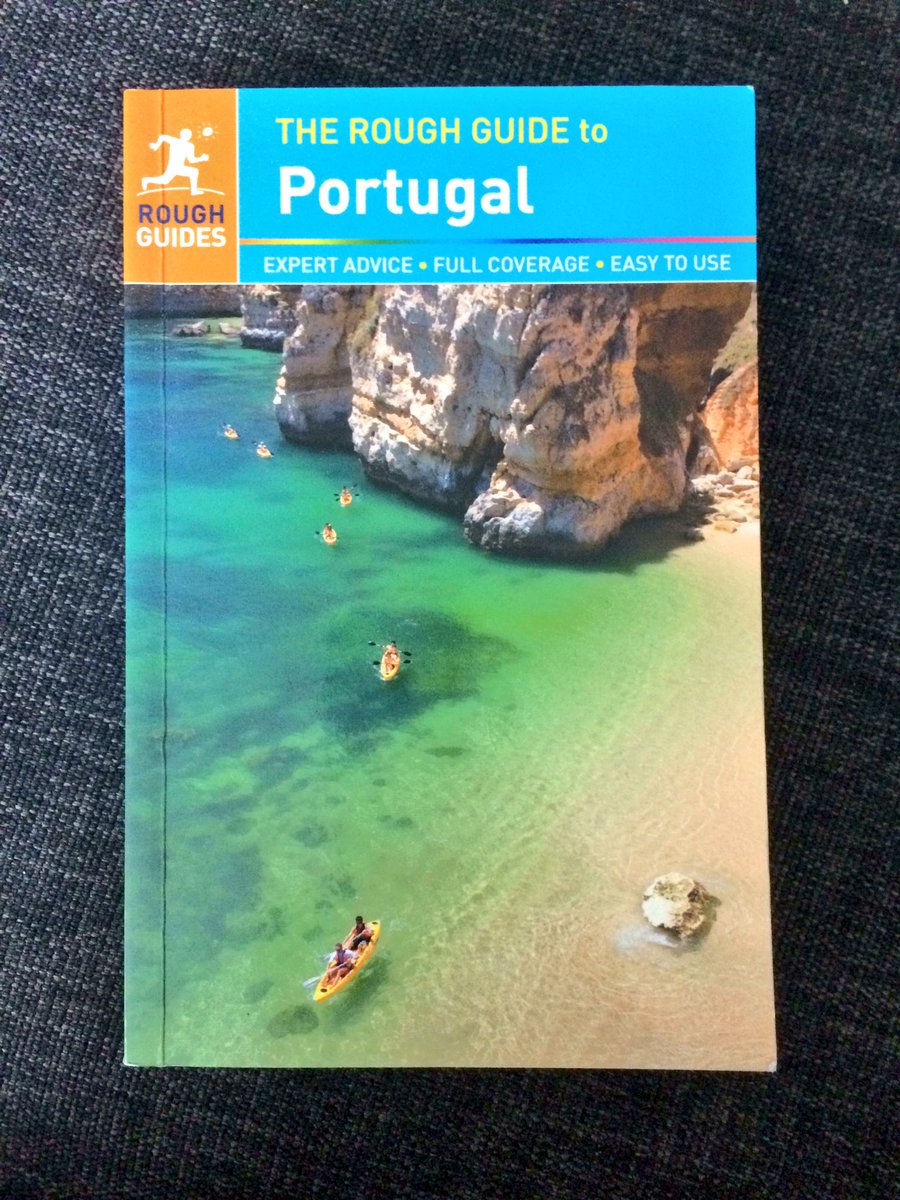 THE ROUGH GUIDE to
Portugal
ROUGH
GUIDES
EXPERT ADVICE • FULL COVERAGE • EASY TO USE